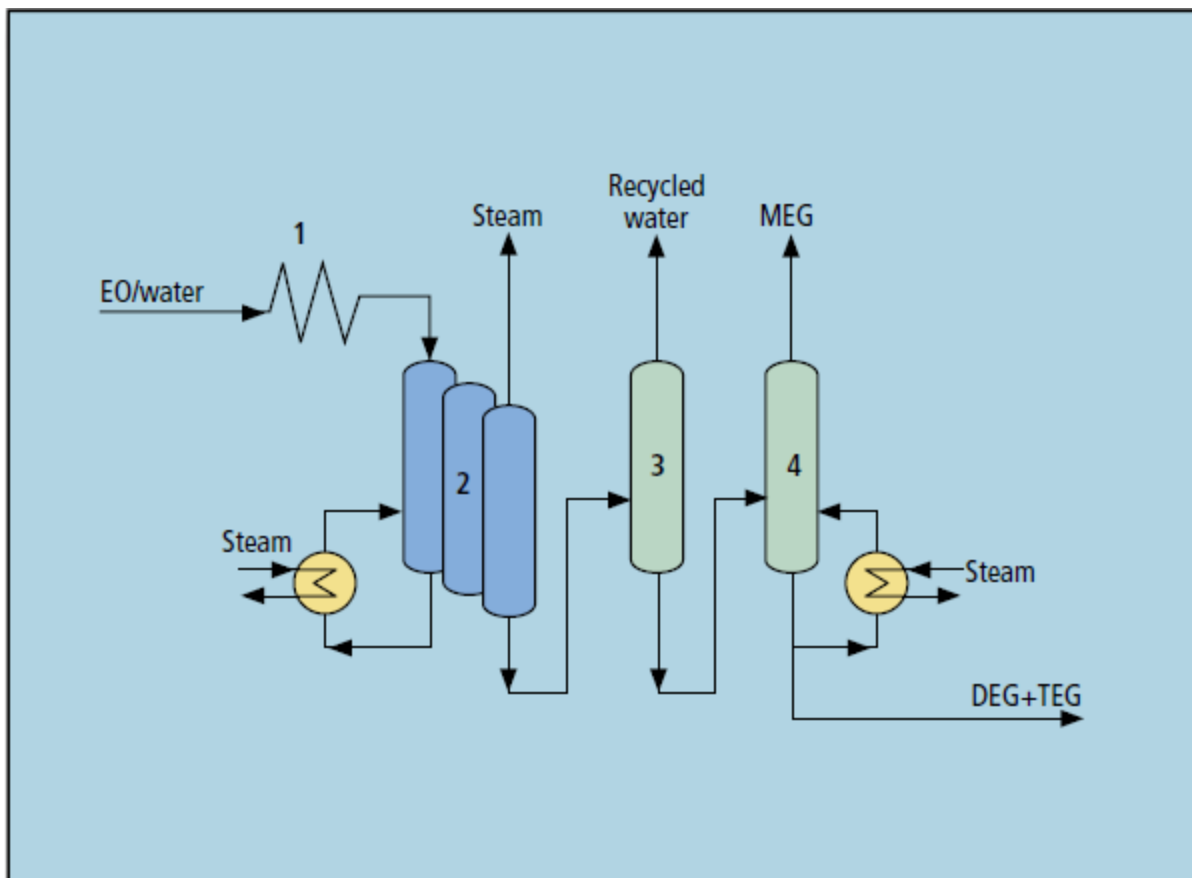 Recycled
water
Steam
MEG
1
EO/water
2
3
4
Steam
Steam
DEG+TEG